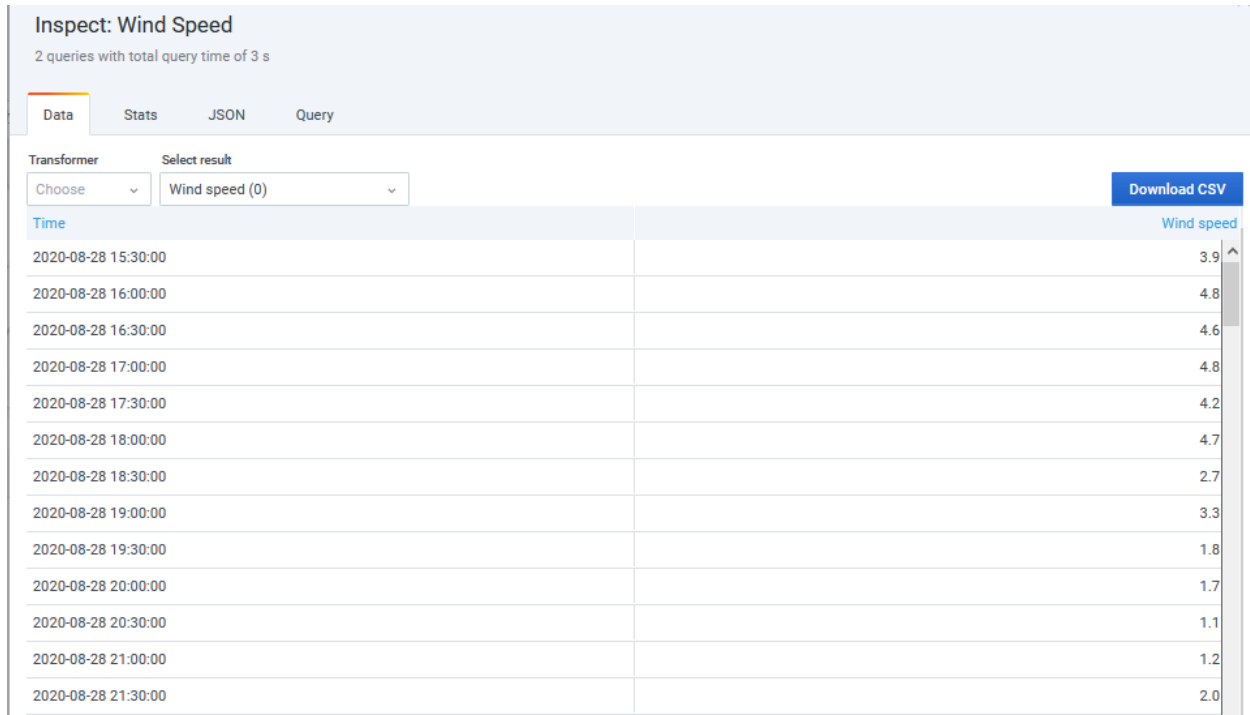 Inspect: Wind Speed
2 queries with total query time of 3 s
Data Stats JSON Query
Transformer Select result
Choose Wind speed (0) Download CSV
Time Wind speed
2020-08-28 15:30:00 3.9
2020-08-28 16:00:00 4.8
2020-08-28 16:30:00 4.6
2020-08-28 17:00:00 4.8
2020-08-28 17:30:00 4.2
2020-08-28 18:00:00 4.7
2020-08-28 18:30:00 2.7
2020-08-28 19:00:00 3.3
2020-08-28 19:30:00 1.8
2020-08-28 20:00:00 1.7
2020-08-28 20:30:00 1.1
2020-08-28 21:00:00 1.2
2020-08-28 21:30:00 2.0